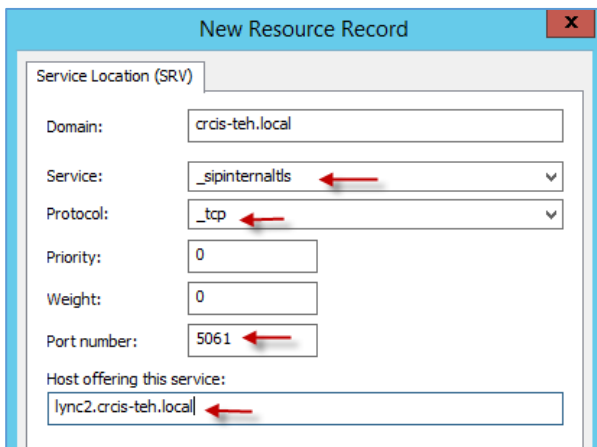 New Resource Record
x
Service Location (SRV)
Domain: crcis-teh.local
Service: _sipinternaltls
Protocol: _tcp
Priority: 0
Weight: 0
Port number: 5061
Host offering this service:
lync2.crcis-teh.local